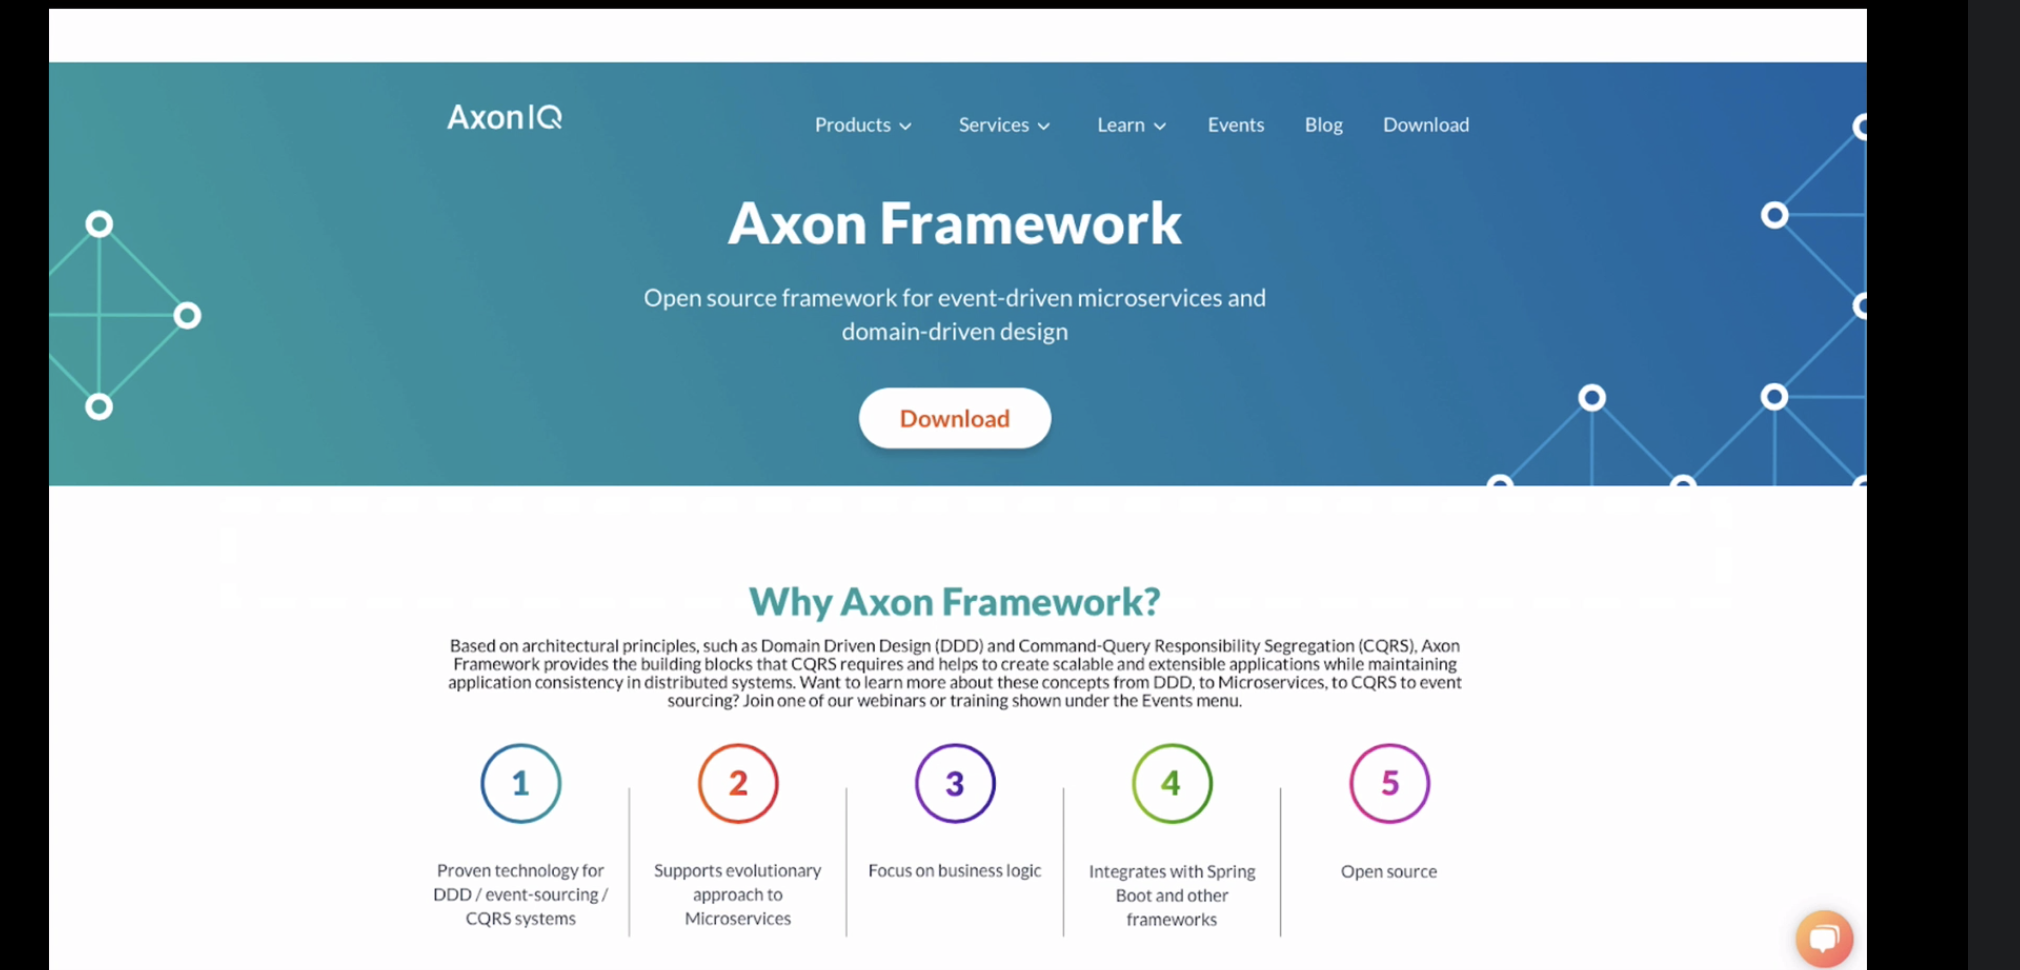 AxonIQ
Products Services Learn Events Blog Download
Axon Framework
Open source framework for event-driven microservices and
domain-driven design
Download
Why Axon Framework?
Based on architectural principles, such as Domain Driven Design (DDD) and Command-Query Responsibility Segregation (CQRS), Axon
Framework provides the building blocks that CQRS requires and helps to create scalable and extensible applications while maintaining
application consistency in distributed systems. Want to learn more about these concepts from DDD, to Microservices, to CQRS to event
sourcing? Join one of our webinars or training shown under the Events menu.
1
Proven technology for
DDD / event-sourcing /
CQRS systems
2
Supports evolutionary
approach to
Microservices
3
Focus on business logic
4
Integrates with Spring
Boot and other
frameworks
5
Open source